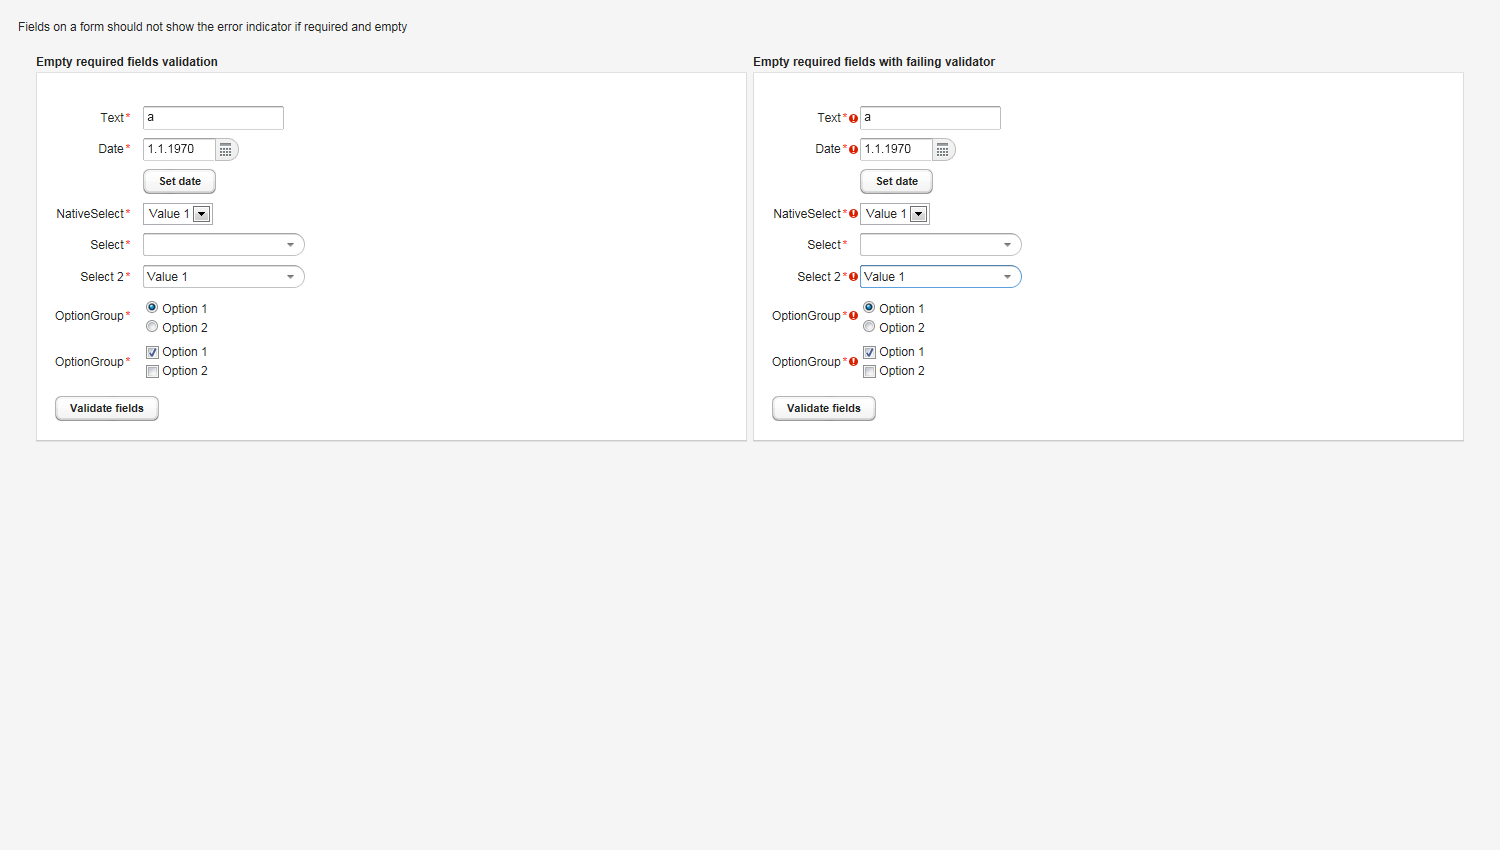 Fields on a form should not show the error indicator if required and empty
Empty required fields validation
Text* a
Date* 1.1.1970
Set date
NativeSelect* Value 1
Select*
Select 2* Value 1
OptionGroup* Option 1
Option 2
OptionGroup* Option 1
Option 2
Validate fields
Empty required fields with failing validator
Text* a
Date* 1.1.1970
Set date
NativeSelect* Value 1
Select*
Select 2* Value 1
OptionGroup* Option 1
Option 2
OptionGroup* Option 1
Option 2
Validate fields